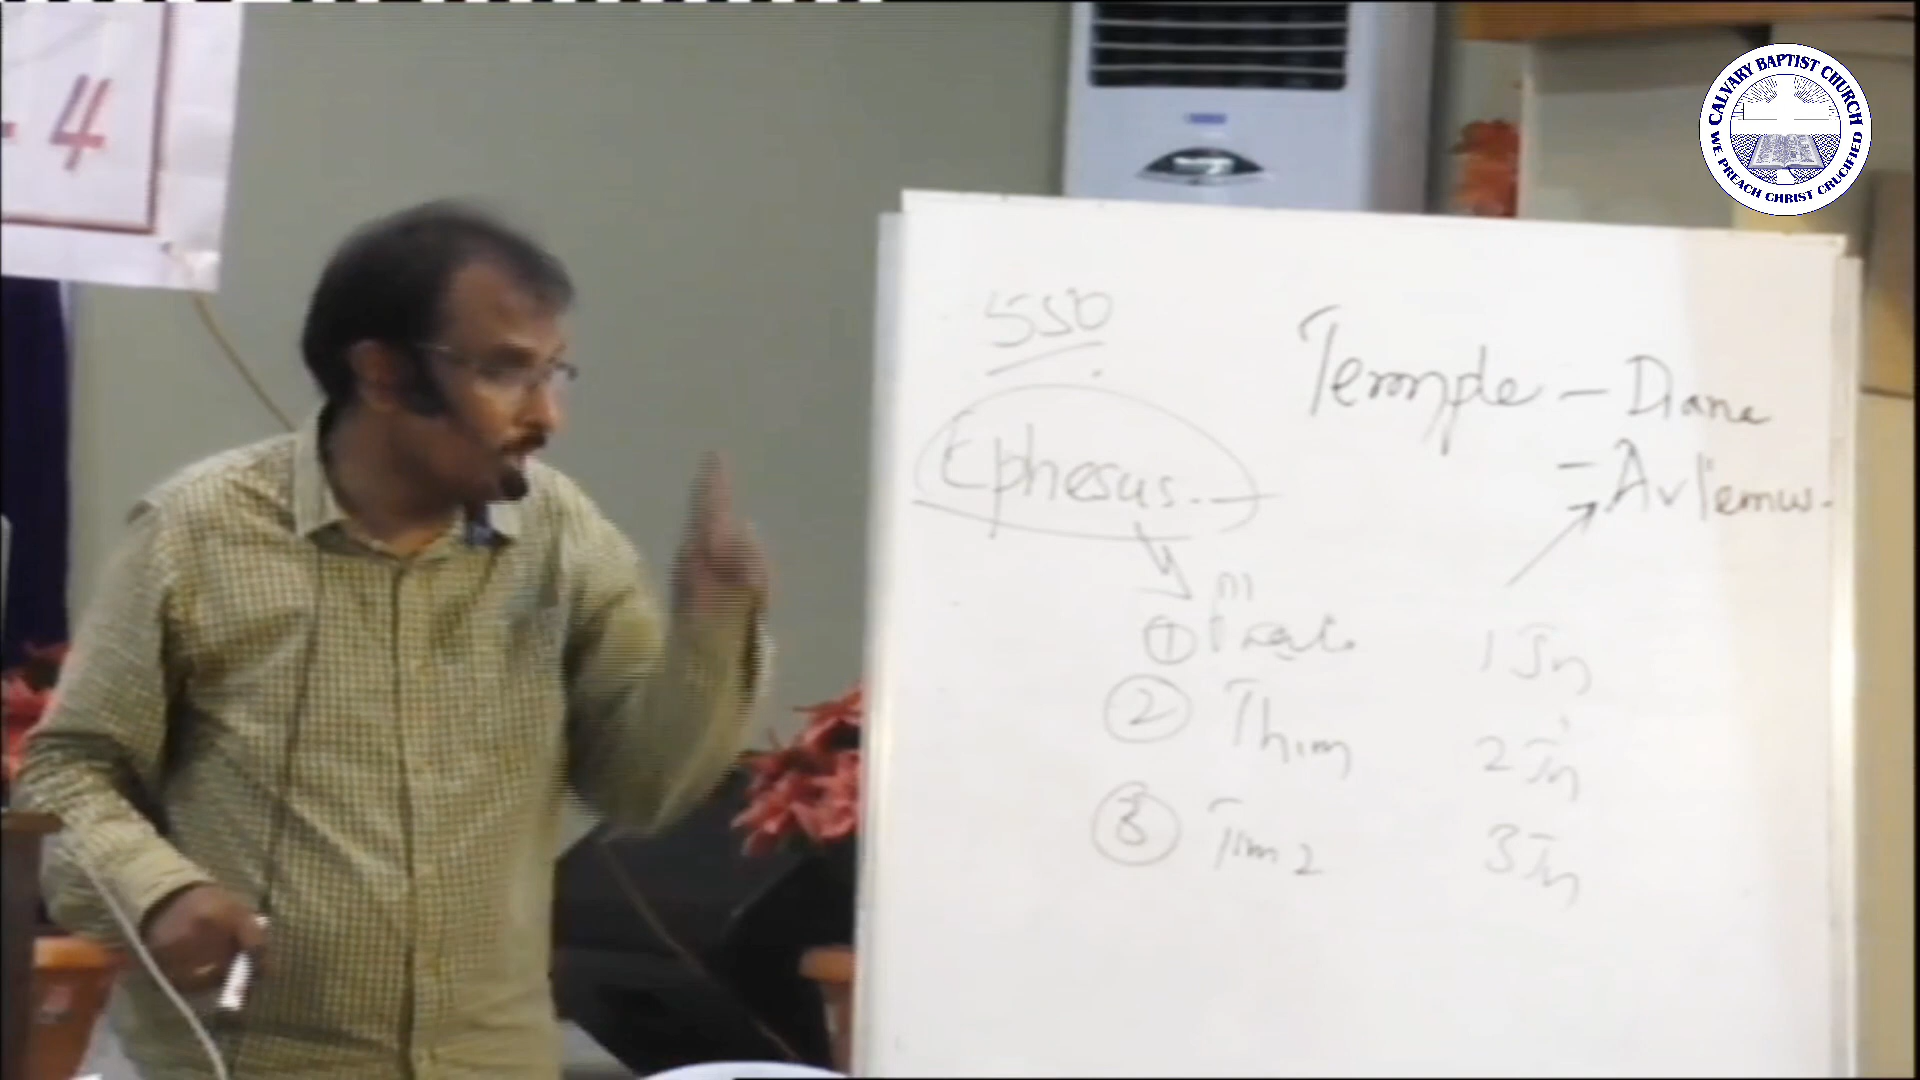 - 4
CALVARY BAPTIST CHURCH
WE PREACH CHRIST CRUCIFIED
550
Temple - Diana
Ephesus.
- Artemis.
①
1 Jn
② Thim
2 Jn
③ Tim 2
3 Jn